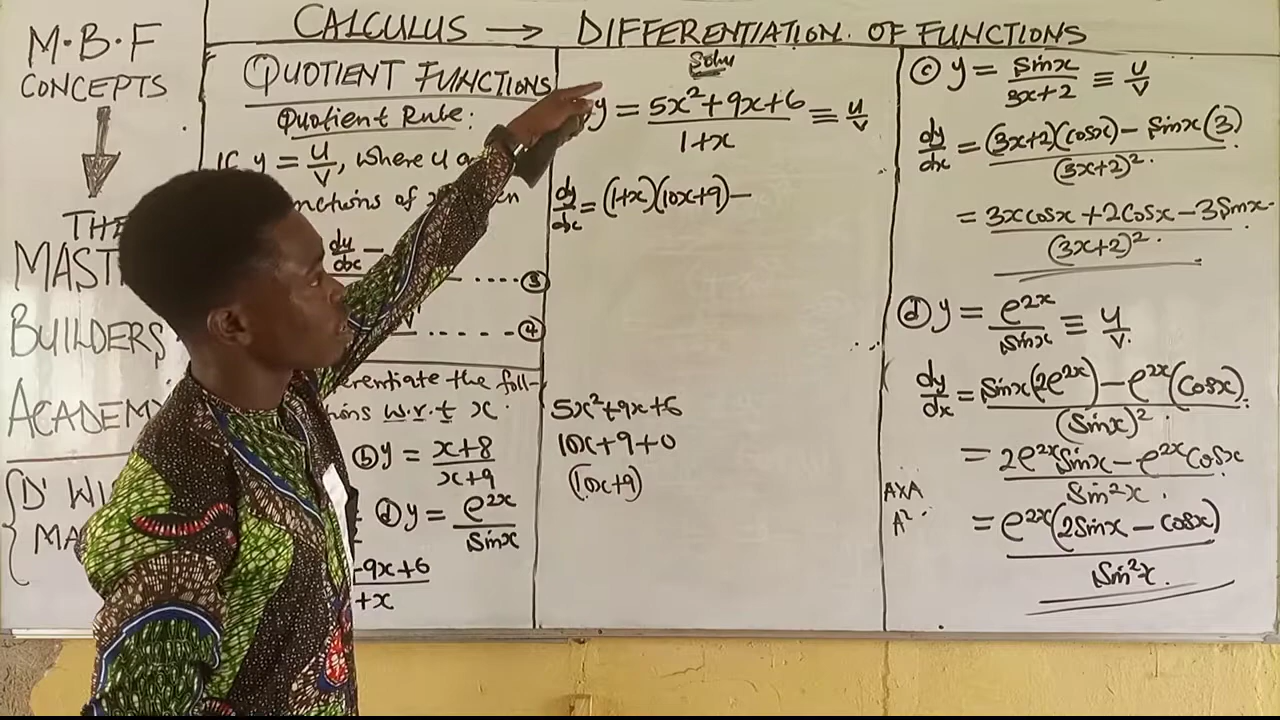 M.B.F
CONCEPTS
THE
MAST
BUILDERS
ACADEMY
D' WI
MA
CALCULUS → DIFFERENTIATION OF FUNCTIONS
QUOTIENT FUNCTIONS
Quotient Rule:
If y = u/v, where u a
nctions of x
dy/dx
.... ③
.... ④
erentiate the foll-
ions w.r.t x.
ⓑ y = (x+8)/(x+9)
ⓓ y = e^2x/sinx
-9x+6
+x
Soln
y = (5x²+9x+6)/(1+x) ≡ u/v
dy/dx = (1+x)(10x+9) –
5x²+9x+6
10x+9+0
(10x+9)
ⓒ y = sinx/(3x+2) ≡ u/v
dy/dx = ((3x+2)(cosx) – sinx(3))/(3x+2)².
= (3xcosx + 2cosx – 3sinx.)/(3x+2)².
ⓓ y = e^2x/sinx ≡ u/v.
dy/dx = (sinx(2e^2x) – e^2x(cosx).)/(sinx)².
= (2e^2x sinx – e^2x cosx)/sin²x.
AXA
A²
= e^2x(2sinx – cosx)/sin²x.